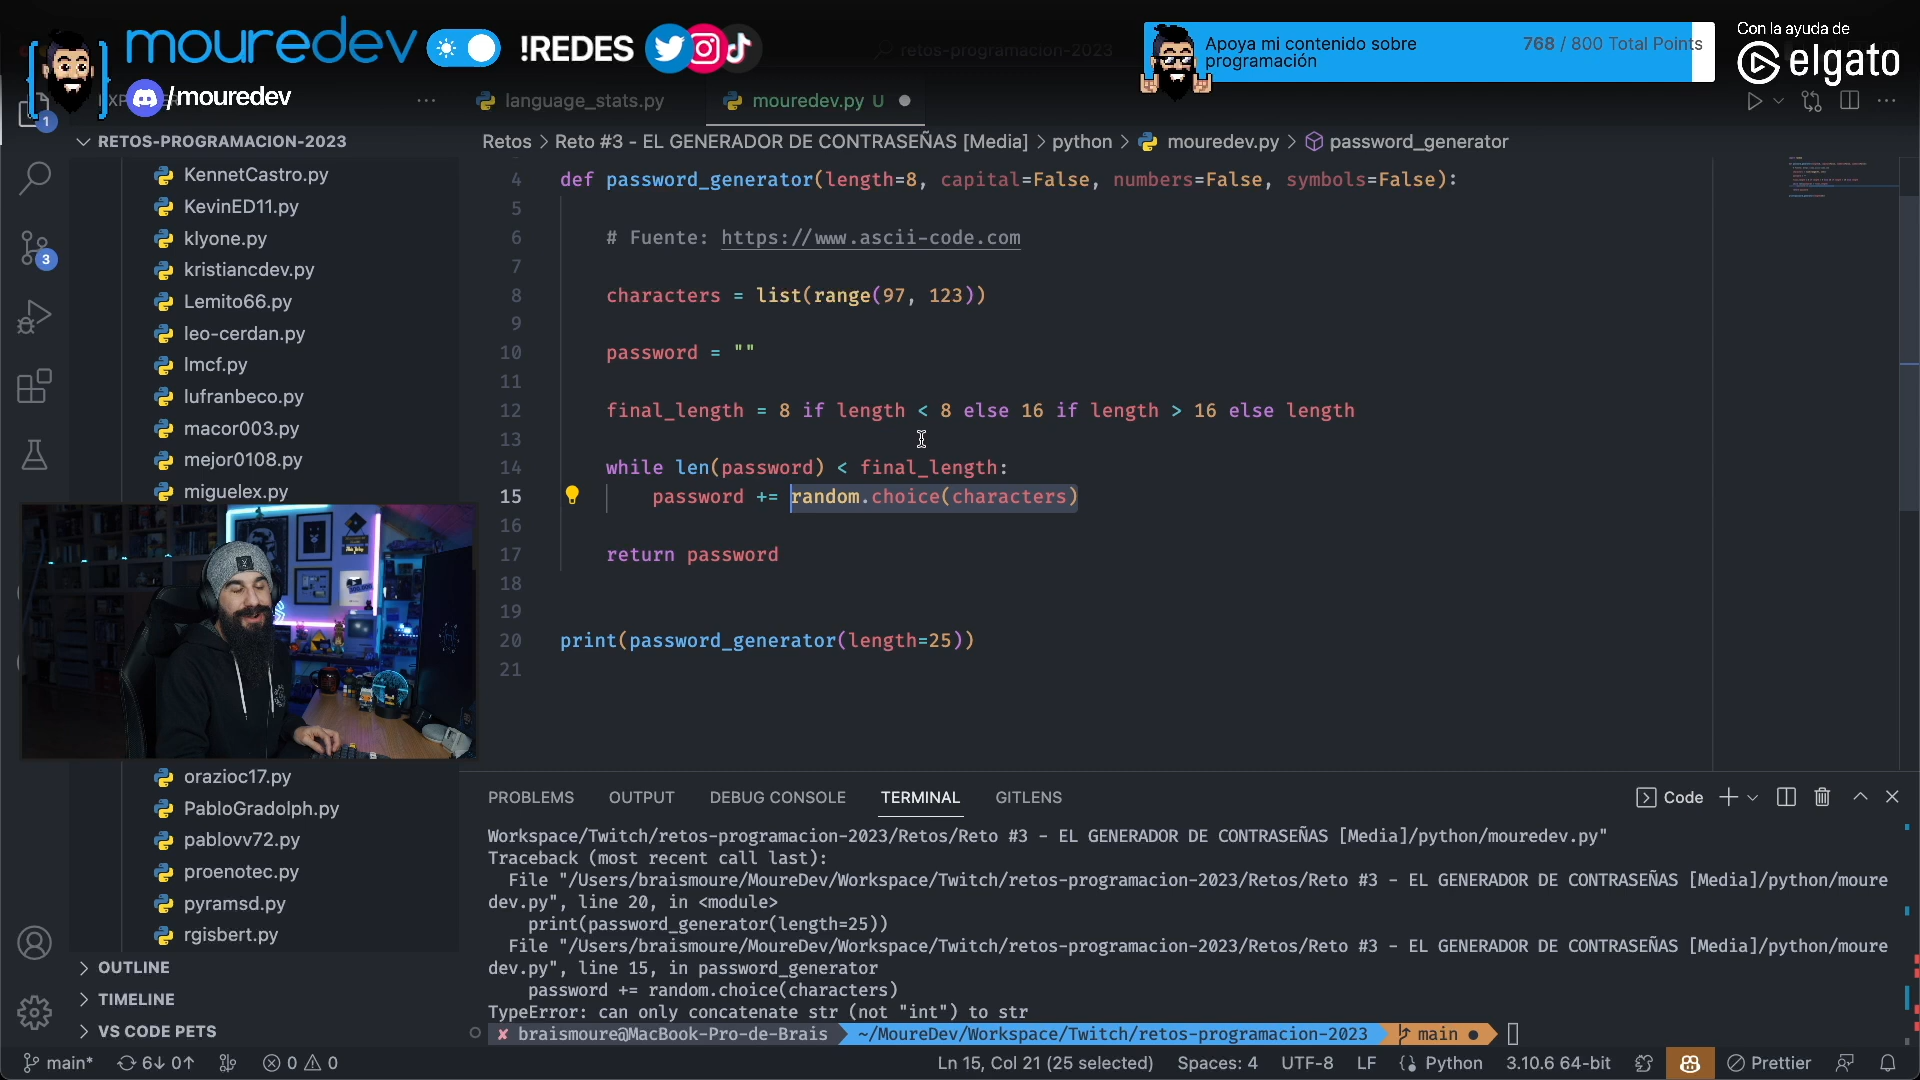 mouredev
!REDES
/mouredev
Apoya mi contenido sobre
programación
768 / 800 Total Points
Con la ayuda de
elgato
retos-programacion-2023
language_stats.py
mouredev.py U
RETOS-PROGRAMACION-2023
Retos > Reto #3 - EL GENERADOR DE CONTRASEÑAS [Media] > python > mouredev.py > password_generator
KennetCastro.py
KevinED11.py
klyone.py
kristiancdev.py
Lemito66.py
leo-cerdan.py
lmcf.py
lufranbeco.py
macor003.py
mejor0108.py
miguelex.py
orazioc17.py
PabloGradolph.py
pablovv72.py
proenotec.py
pyramsd.py
rgisbert.py
OUTLINE
TIMELINE
VS CODE PETS
1
3
4 def password_generator(length=8, capital=False, numbers=False, symbols=False):
5
6 # Fuente: https://www.ascii-code.com
7
8 characters = list(range(97, 123))
9
10 password = ""
11
12 final_length = 8 if length < 8 else 16 if length > 16 else length
13
14 while len(password) < final_length:
15 password += random.choice(characters)
16
17 return password
18
19
20 print(password_generator(length=25))
21
PROBLEMS OUTPUT DEBUG CONSOLE TERMINAL GITLENS
Code
Workspace/Twitch/retos-programacion-2023/Retos/Reto #3 - EL GENERADOR DE CONTRASEÑAS [Media]/python/mouredev.py"
Traceback (most recent call last):
File "/Users/braismoure/MoureDev/Workspace/Twitch/retos-programacion-2023/Retos/Reto #3 - EL GENERADOR DE CONTRASEÑAS [Media]/python/moure
dev.py", line 20, in <module>
print(password_generator(length=25))
File "/Users/braismoure/MoureDev/Workspace/Twitch/retos-programacion-2023/Retos/Reto #3 - EL GENERADOR DE CONTRASEÑAS [Media]/python/moure
dev.py", line 15, in password_generator
password += random.choice(characters)
TypeError: can only concatenate str (not "int") to str
✘ braismoure@MacBook-Pro-de-Brais ~/MoureDev/Workspace/Twitch/retos-programacion-2023 main ●
main* 6↓ 0↑ 0 0 Ln 15, Col 21 (25 selected) Spaces: 4 UTF-8 LF Python 3.10.6 64-bit Prettier